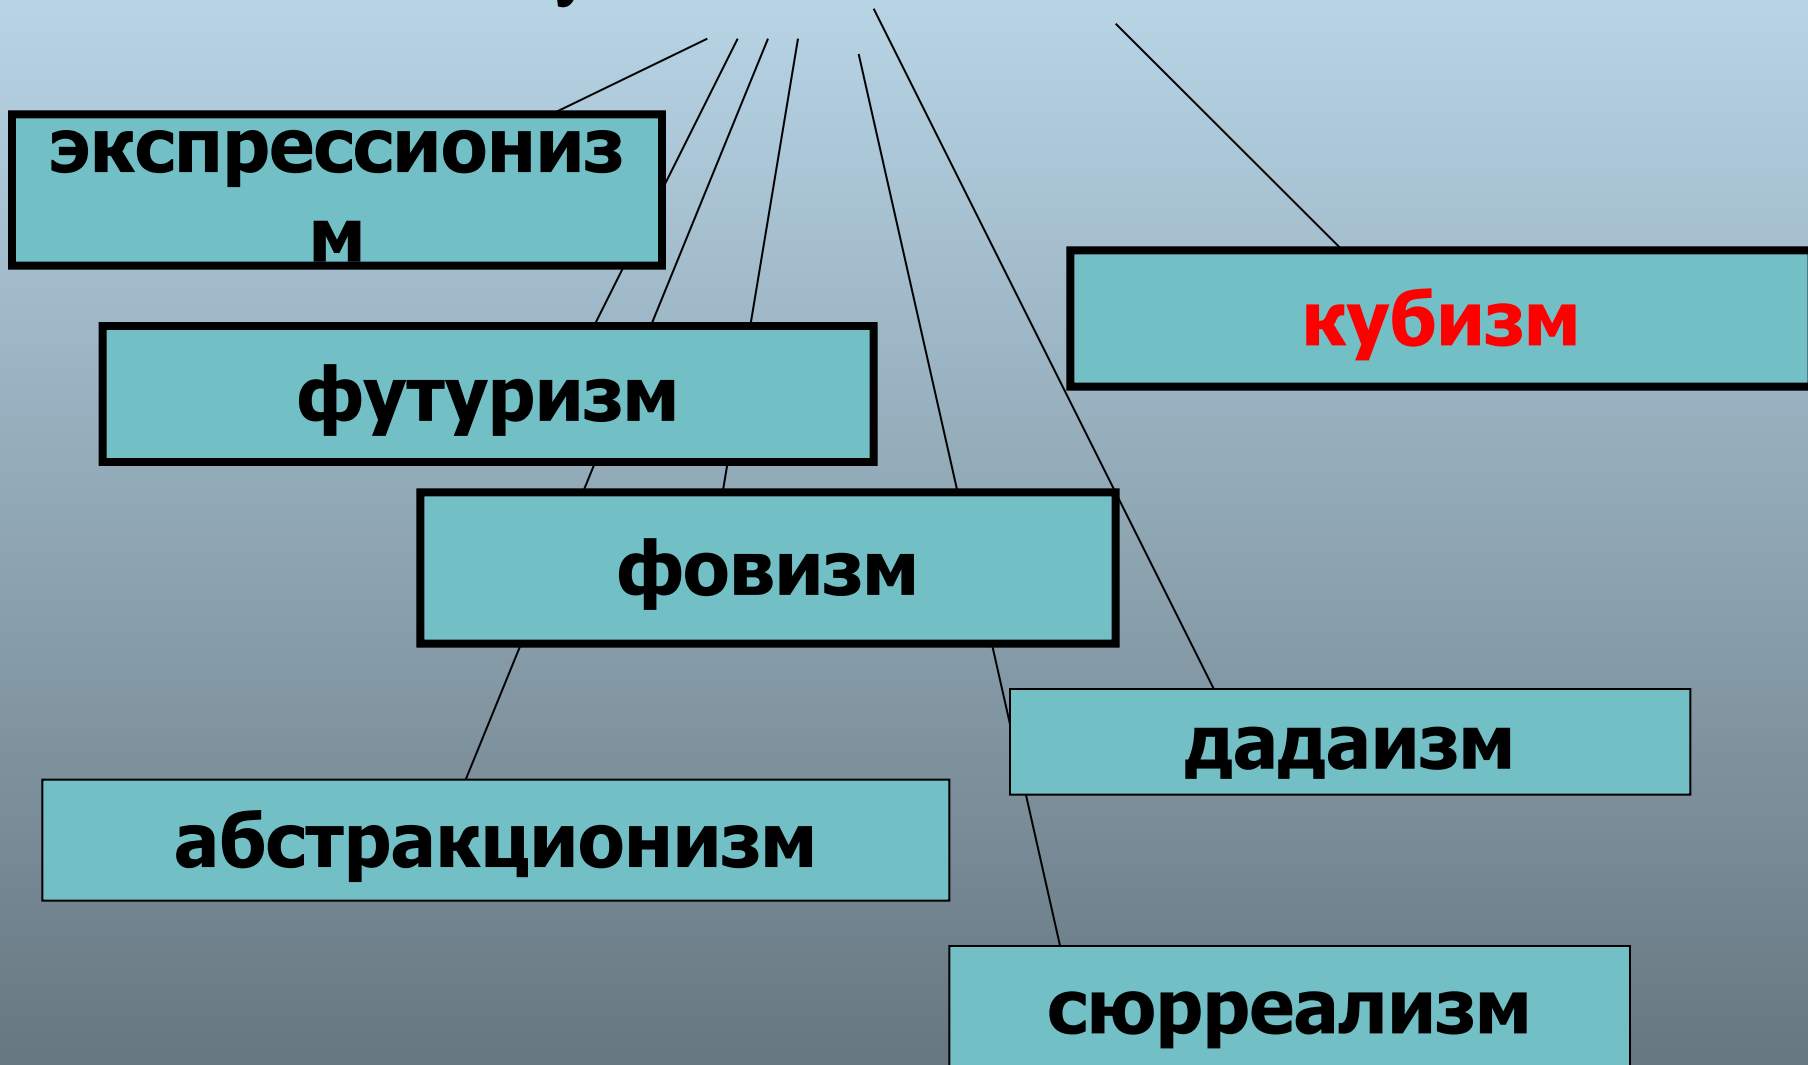 экспрессиониз
м
кубизм
футуризм
фовизм
дадаизм
абстракционизм
сюрреализм